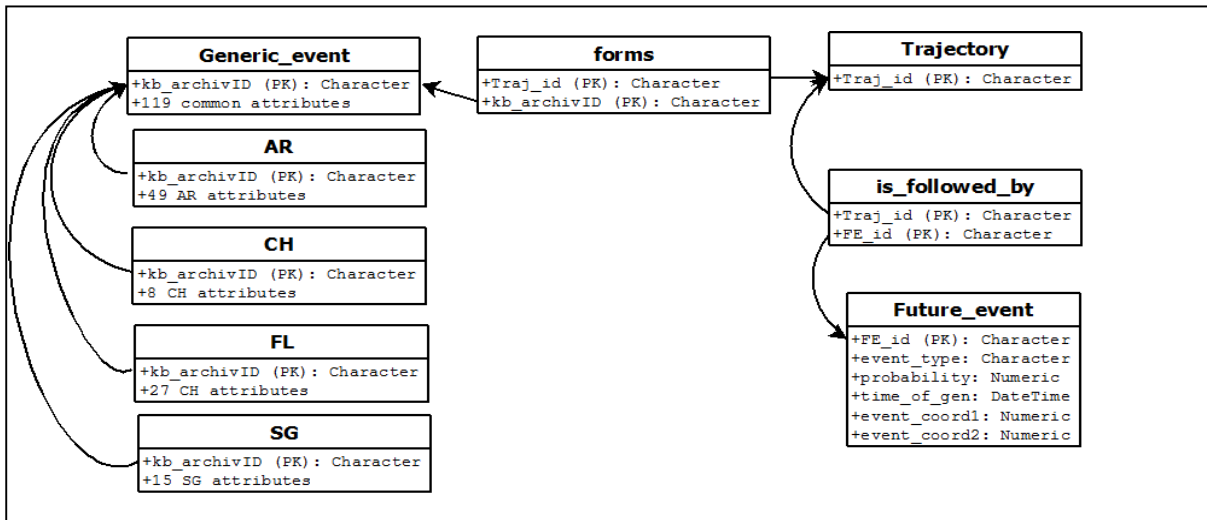 Generic_event
+kb_archivID (PK): Character
+119 common attributes
AR
+kb_archivID (PK): Character
+49 AR attributes
CH
+kb_archivID (PK): Character
+8 CH attributes
FL
+kb_archivID (PK): Character
+27 CH attributes
SG
+kb_archivID (PK): Character
+15 SG attributes
forms
+Traj_id (PK): Character
+kb_archivID (PK): Character
Trajectory
+Traj_id (PK): Character
is_followed_by
+Traj_id (PK): Character
+FE_id (PK): Character
Future_event
+FE_id (PK): Character
+event_type: Character
+probability: Numeric
+time_of_gen: DateTime
+event_coord1: Numeric
+event_coord2: Numeric